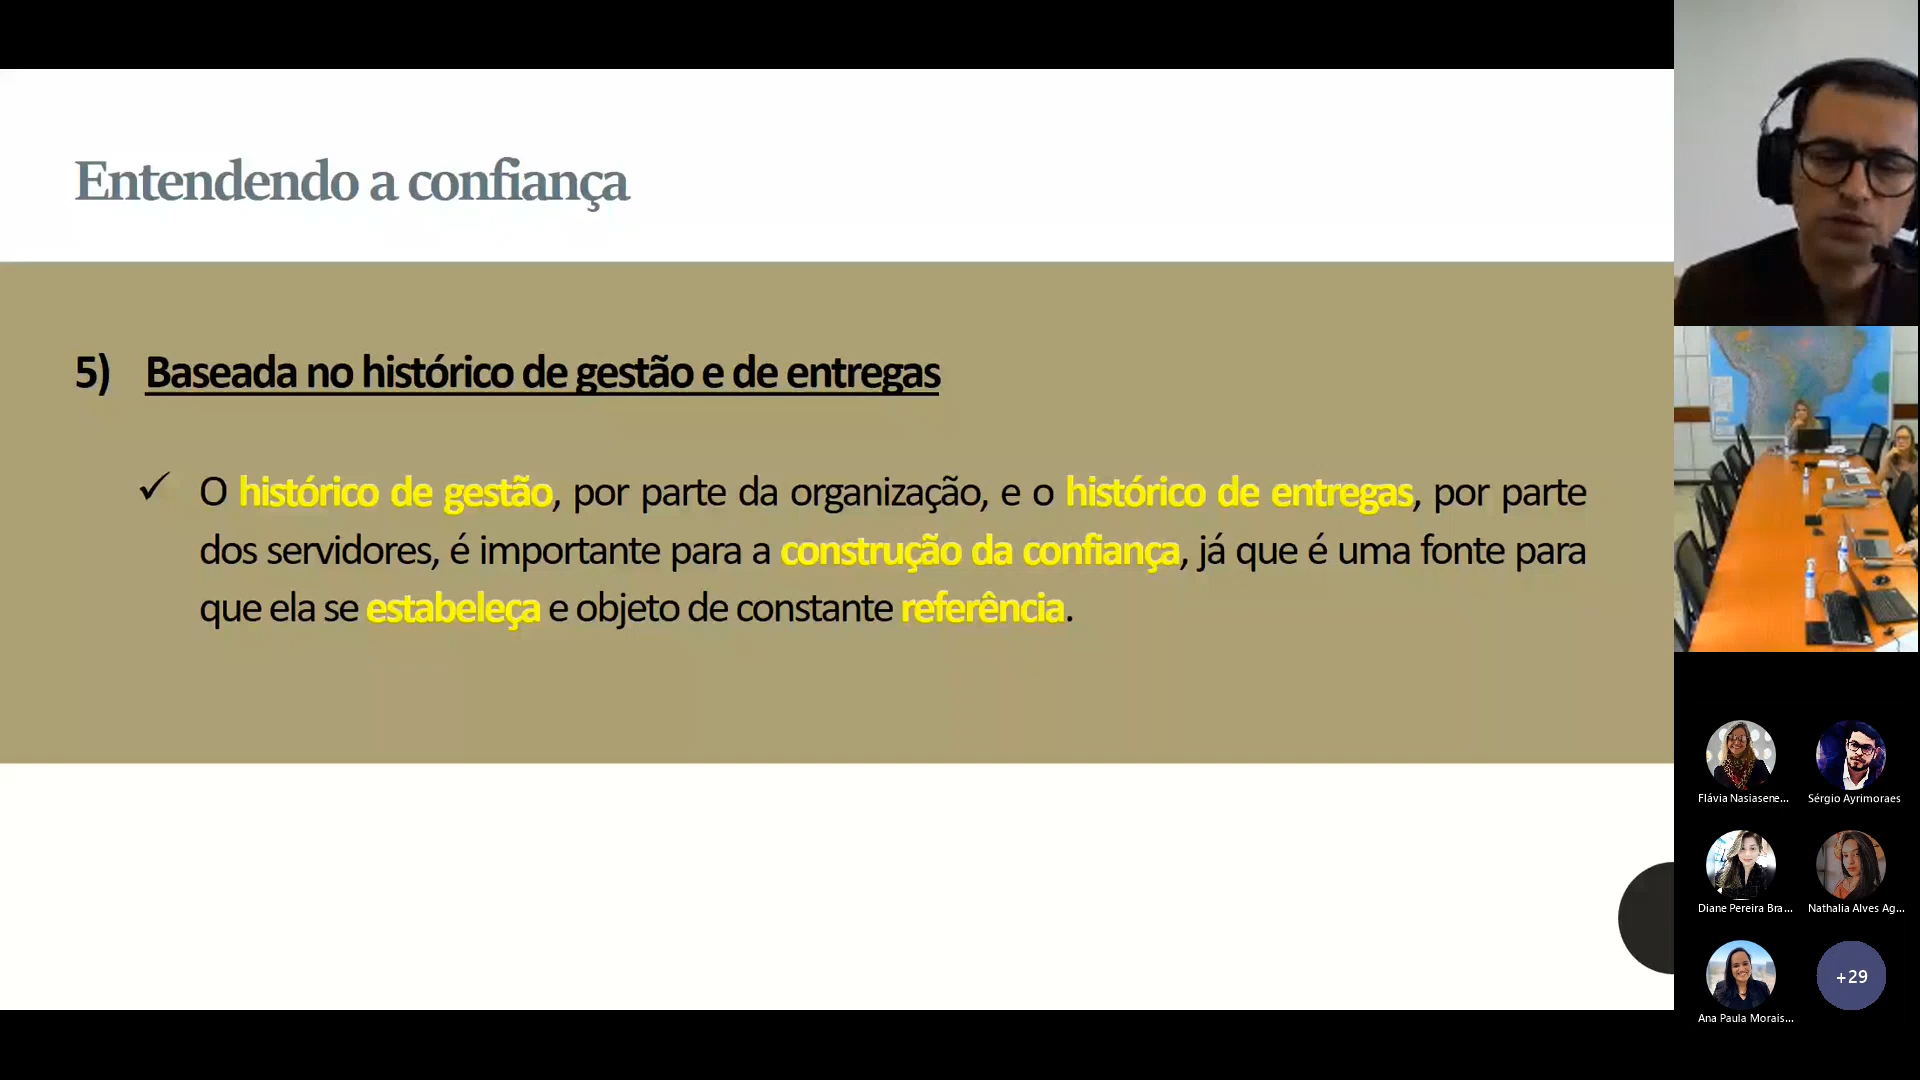 Entendendo a confiança
5) Baseada no histórico de gestão e de entregas
✓ O histórico de gestão, por parte da organização, e o histórico de entregas, por parte
dos servidores, é importante para a construção da confiança, já que é uma fonte para
que ela se estabeleça e objeto de constante referência.
Flávia Nasiasene...
Sérgio Ayrimoraes
Diane Pereira Bra...
Nathalia Alves Ag...
Ana Paula Morais...
+29